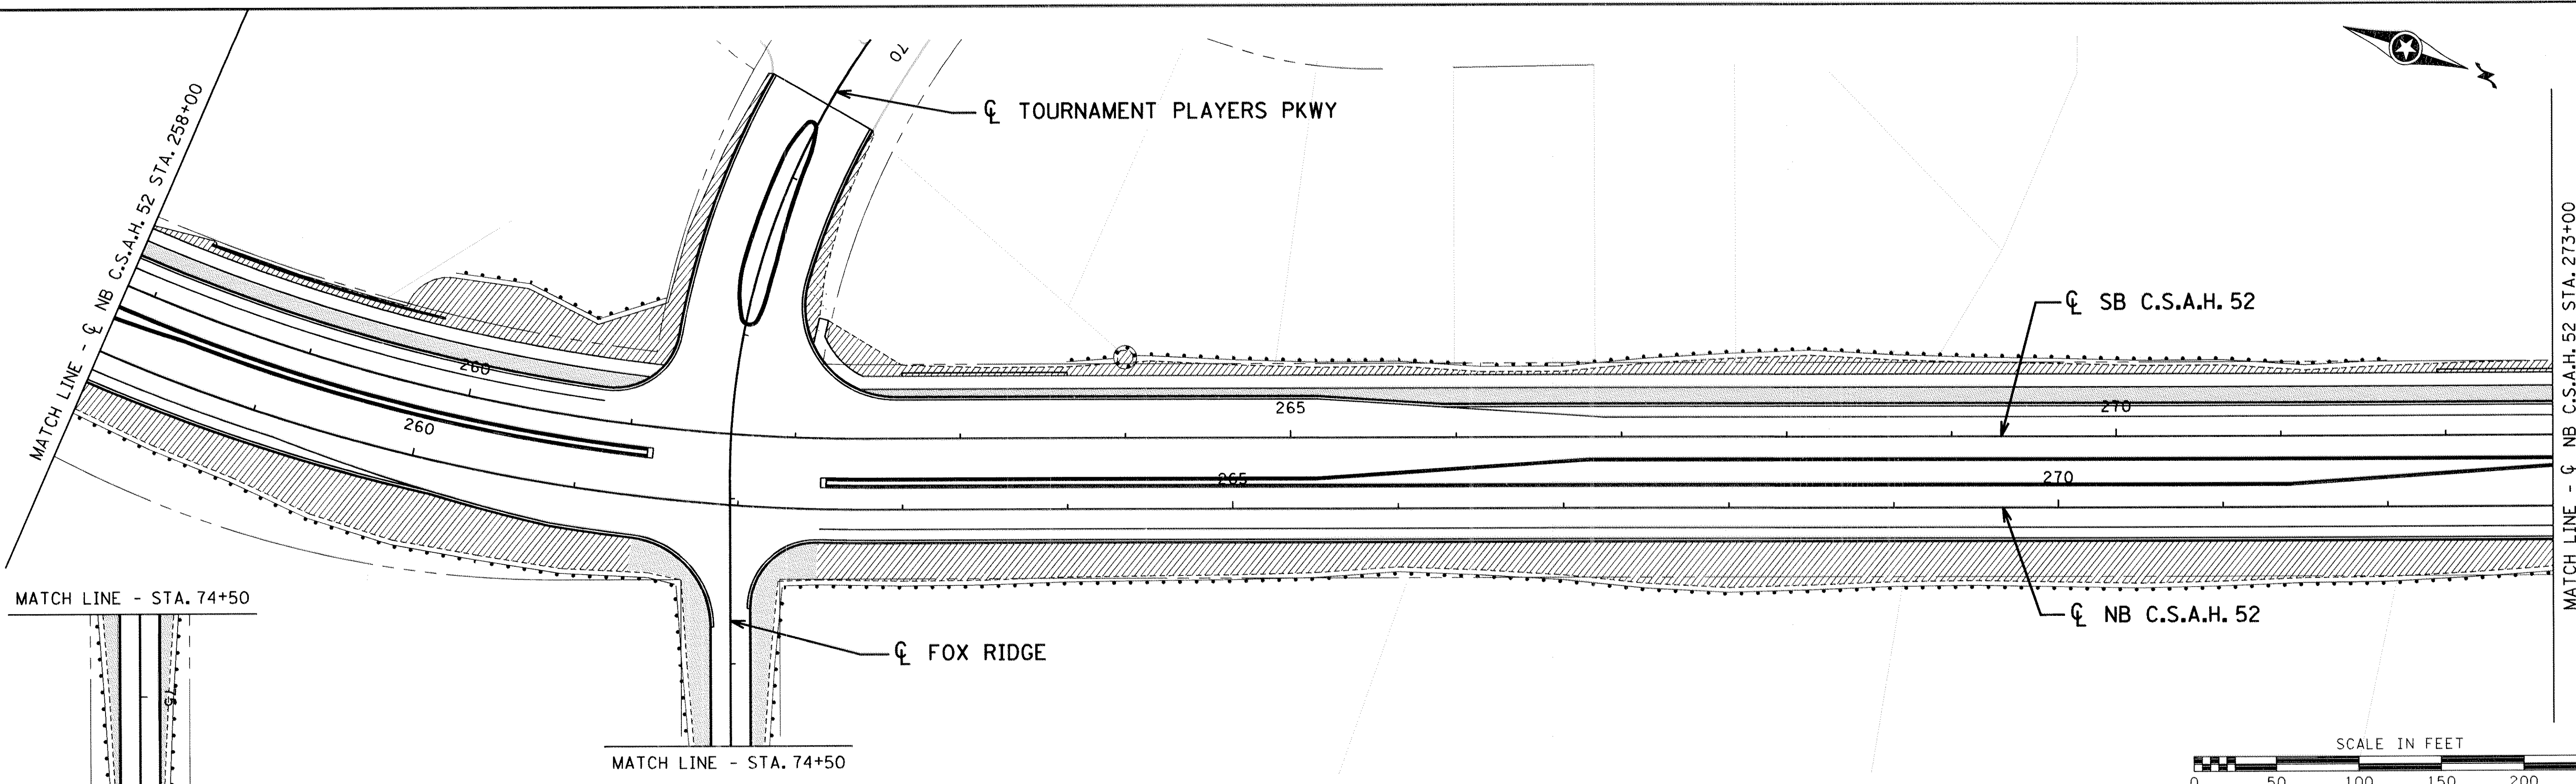 70
℄ TOURNAMENT PLAYERS PKWY
N
MATCH LINE - ℄ NB C.S.A.H. 52 STA. 258+00
260
260
265
265
270
270
℄ SB C.S.A.H. 52
℄ NB C.S.A.H. 52
MATCH LINE - ℄ NB C.S.A.H. 52 STA. 273+00
MATCH LINE - STA. 74+50
75
℄ FOX RIDGE
MATCH LINE - STA. 74+50
SCALE IN FEET
0 50 100 150 200